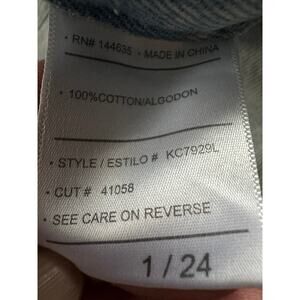 • RN# 144635 • MADE IN CHINA
• 100%COTTON/ALGODON
• STYLE / ESTILO # KC7929L
• CUT # 41058
• SEE CARE ON REVERSE
1 / 24